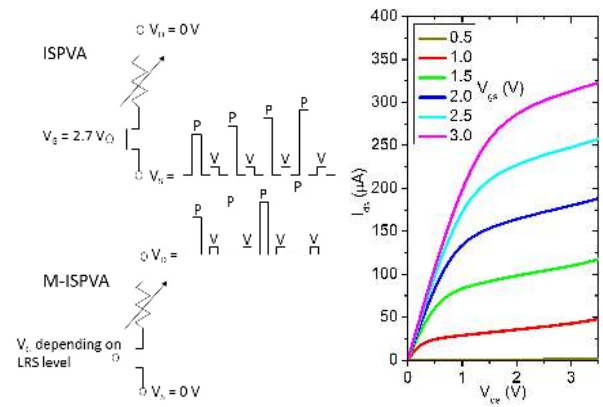 ISPVA
V_D = 0 V
V_G = 2.7 V
V_S =
P P P P
V V V V
P P P P
V V V V
V_D =
M-ISPVA
V_G depending on
LRS level
V_S = 0 V
400
350
300
250
200
150
100
50
0
I_ds (µA)
0.5
1.0
1.5
2.0
2.5
3.0
V_gs (V)
0 1 2 3
(V)